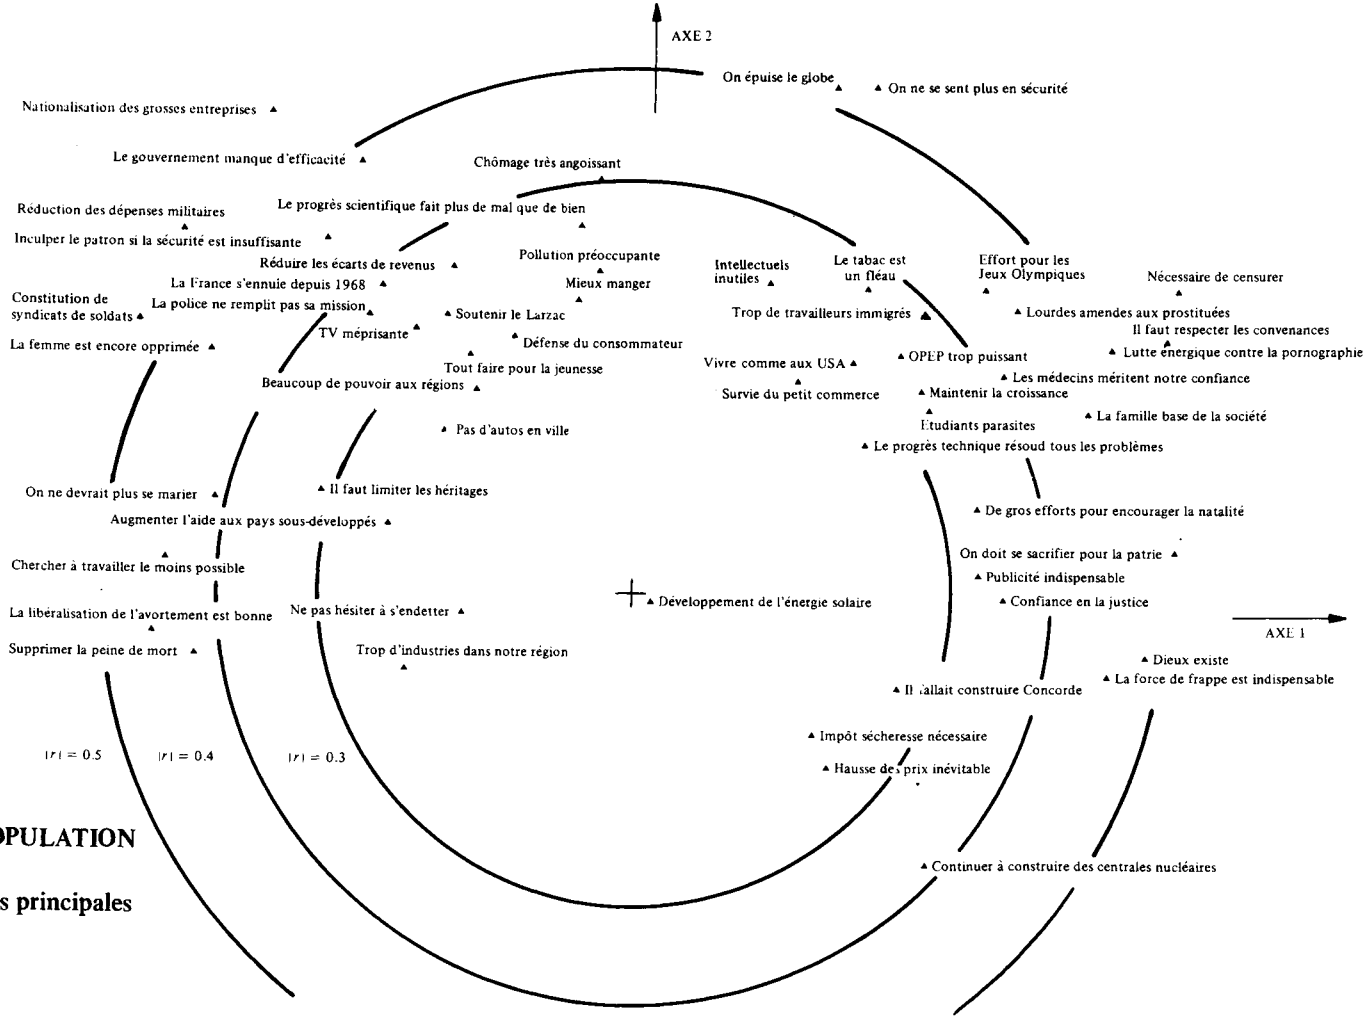 AXE 2
On épuise le globe
On ne se sent plus en sécurité
Nationalisation des grosses entreprises
Le gouvernement manque d'efficacité
Chômage très angoissant
Réduction des dépenses militaires
Le progrès scientifique fait plus de mal que de bien
Inculper le patron si la sécurité est insuffisante
Pollution préoccupante
Réduire les écarts de revenus
Intellectuels
inutiles
Le tabac est
un fléau
Effort pour les
Jeux Olympiques
Nécessaire de censurer
La France s'ennuie depuis 1968
Mieux manger
Constitution de
syndicats de soldats
La police ne remplit pas sa mission
Soutenir le Larzac
Trop de travailleurs immigrés
Lourdes amendes aux prostituées
TV méprisante
Il faut respecter les convenances
La femme est encore opprimée
Défense du consommateur
OPEP trop puissant
Lutte énergique contre la pornographie
Tout faire pour la jeunesse
Vivre comme aux USA
Les médecins méritent notre confiance
Beaucoup de pouvoir aux régions
Survie du petit commerce
Maintenir la croissance
La famille base de la société
Etudiants parasites
Pas d'autos en ville
Le progrès technique résoud tous les problèmes
On ne devrait plus se marier
Il faut limiter les héritages
De gros efforts pour encourager la natalité
Augmenter l'aide aux pays sous-développés
On doit se sacrifier pour la patrie
Chercher à travailler le moins possible
Publicité indispensable
Développement de l'énergie solaire
Confiance en la justice
La libéralisation de l'avortement est bonne
Ne pas hésiter à s'endetter
AXE 1
Supprimer la peine de mort
Trop d'industries dans notre région
Dieux existe
La force de frappe est indispensable
Il fallait construire Concorde
Impôt sécheresse nécessaire
|r| = 0.5
|r| = 0.4
|r| = 0.3
Hausse des prix inévitable
OPULATION
Continuer à construire des centrales nucléaires
s principales